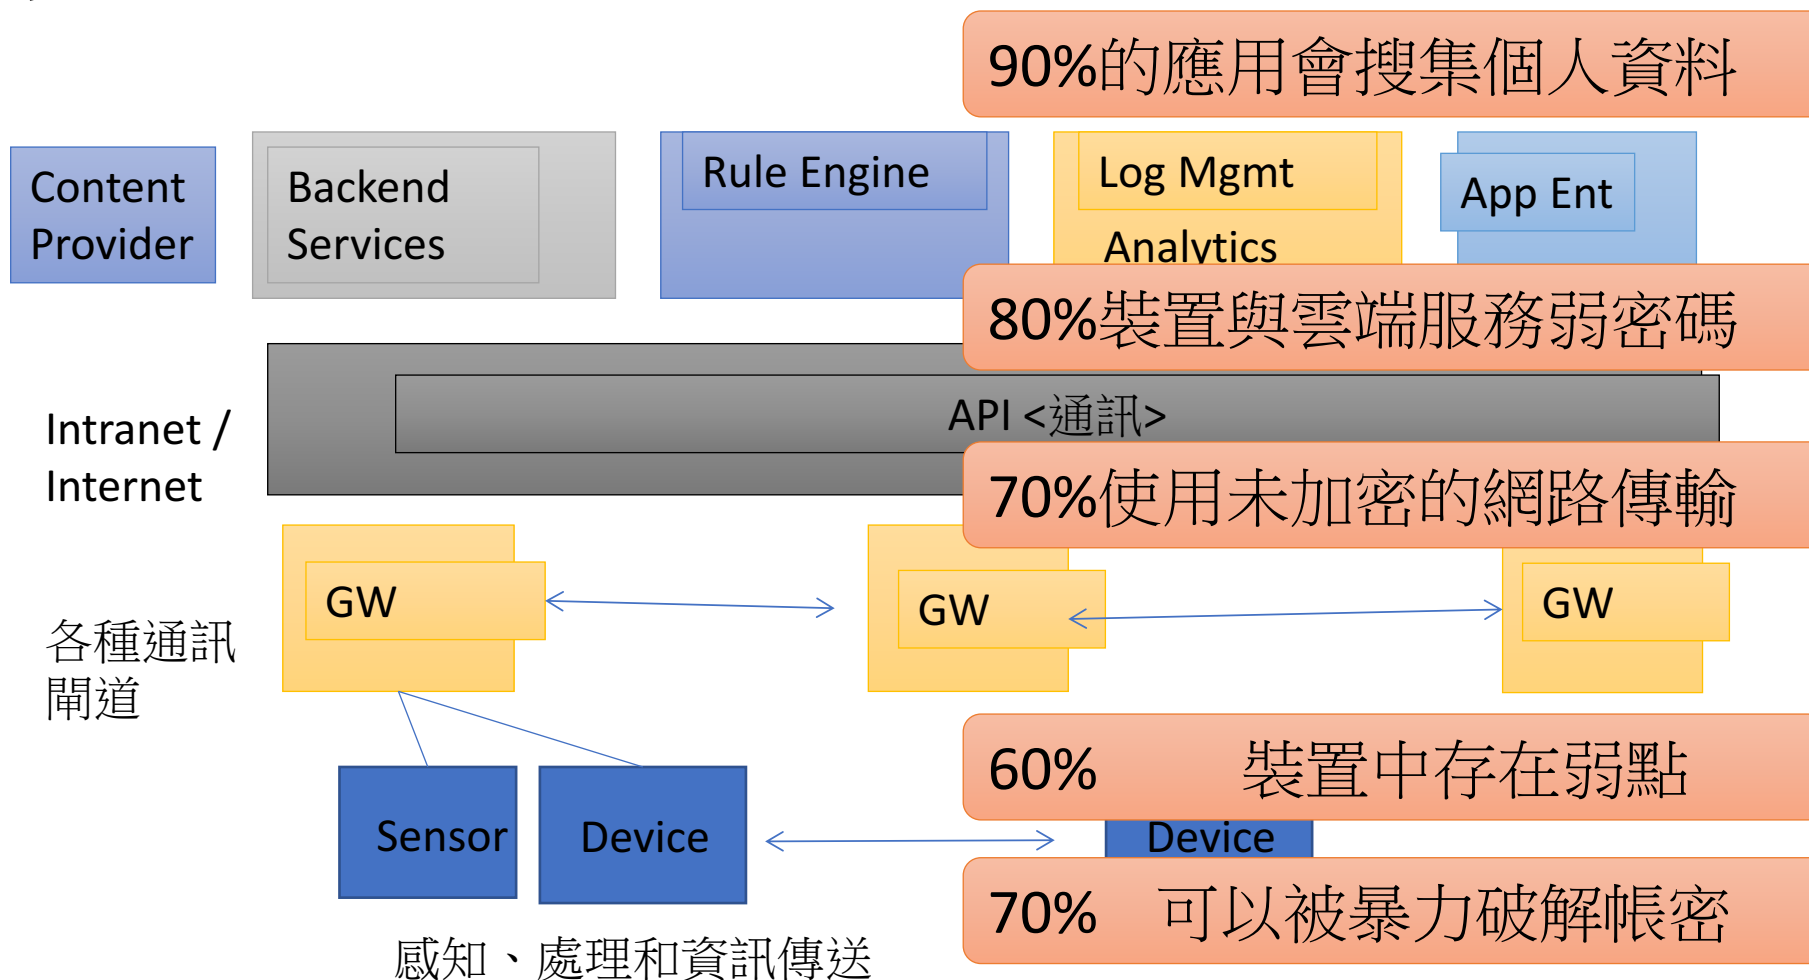 90%的應用會搜集個人資料
Content
Provider
Backend
Services
Rule Engine
Log Mgmt
Analytics
App Ent
80%裝置與雲端服務弱密碼
API <通訊>
Intranet /
Internet
70%使用未加密的網路傳輸
GW
GW
GW
各種通訊
閘道
60% 裝置中存在弱點
Sensor
Device
Device
70% 可以被暴力破解帳密
感知、處理和資訊傳送